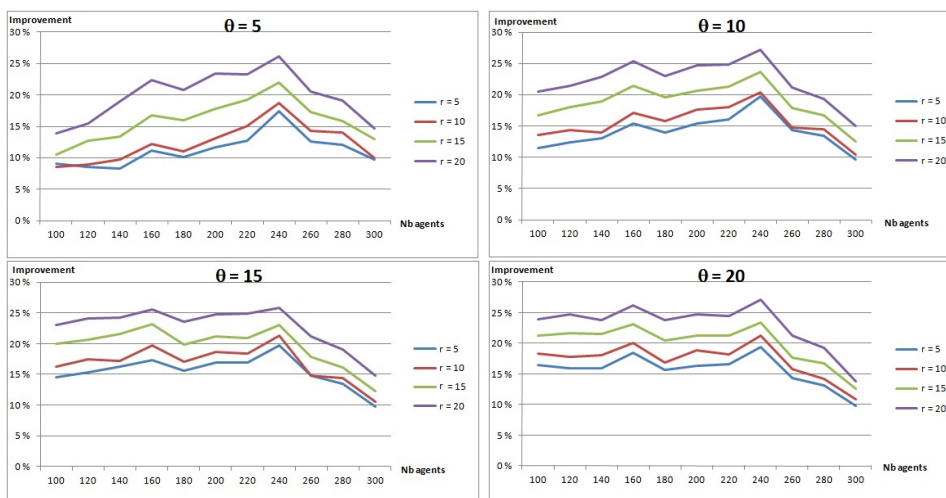 Improvement
θ = 5
30 %
25 %
20 %
15 %
10 %
5 %
0 %
100 120 140 160 180 200 220 240 260 280 300
Nb agents
r = 5
r = 10
r = 15
r = 20
Improvement
θ = 10
30 %
25 %
20 %
15 %
10 %
5 %
0 %
100 120 140 160 180 200 220 240 260 280 300
Nb agents
r = 5
r = 10
r = 15
r = 20
Improvement
θ = 15
30 %
25 %
20 %
15 %
10 %
5 %
0 %
100 120 140 160 180 200 220 240 260 280 300
Nb agents
r = 5
r = 10
r = 15
r = 20
Improvement
θ = 20
30 %
25 %
20 %
15 %
10 %
5 %
0 %
100 120 140 160 180 200 220 240 260 280 300
Nb agents
r = 5
r = 10
r = 15
r = 20